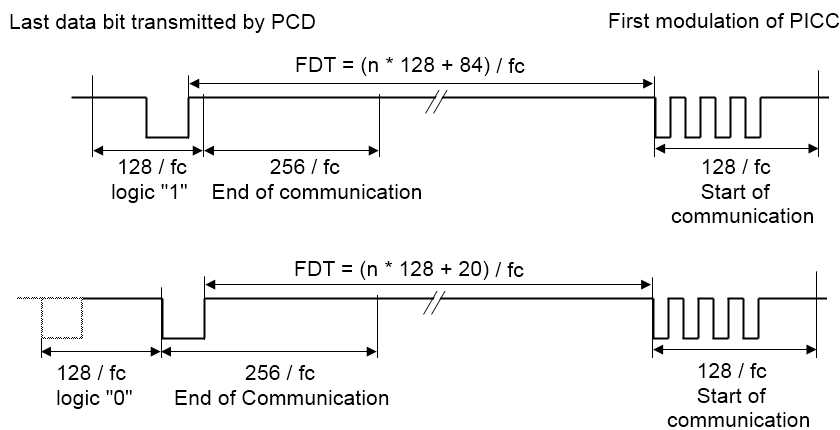 Last data bit transmitted by PCD
First modulation of PICC
FDT = (n * 128 + 84) / fc
128 / fc
logic "1"
256 / fc
End of communication
128 / fc
Start of
communication
FDT = (n * 128 + 20) / fc
128 / fc
logic "0"
256 / fc
End of Communication
128 / fc
Start of
communication